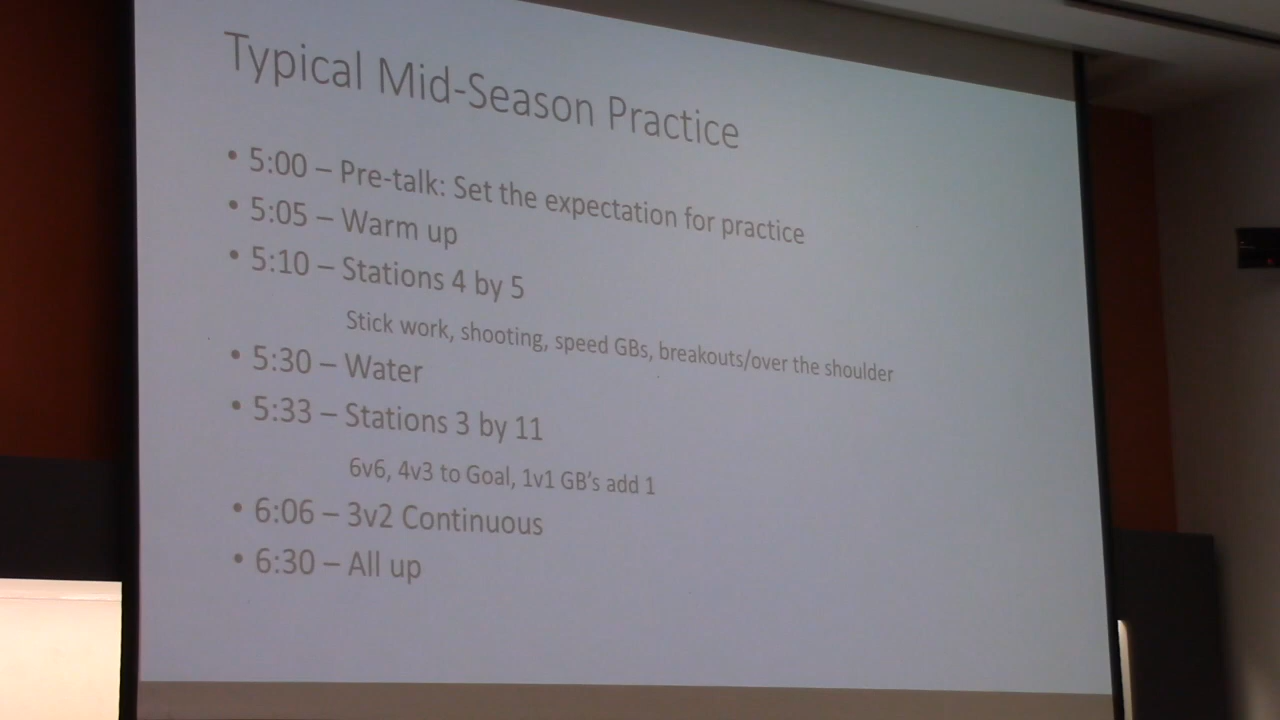 Typical Mid-Season Practice
• 5:00 – Pre-talk: Set the expectation for practice
• 5:05 – Warm up
• 5:10 – Stations 4 by 5
Stick work, shooting, speed GBs, breakouts/over the shoulder
• 5:30 – Water
• 5:33 – Stations 3 by 11
6v6, 4v3 to Goal, 1v1 GB's add 1
• 6:06 – 3v2 Continuous
• 6:30 – All up